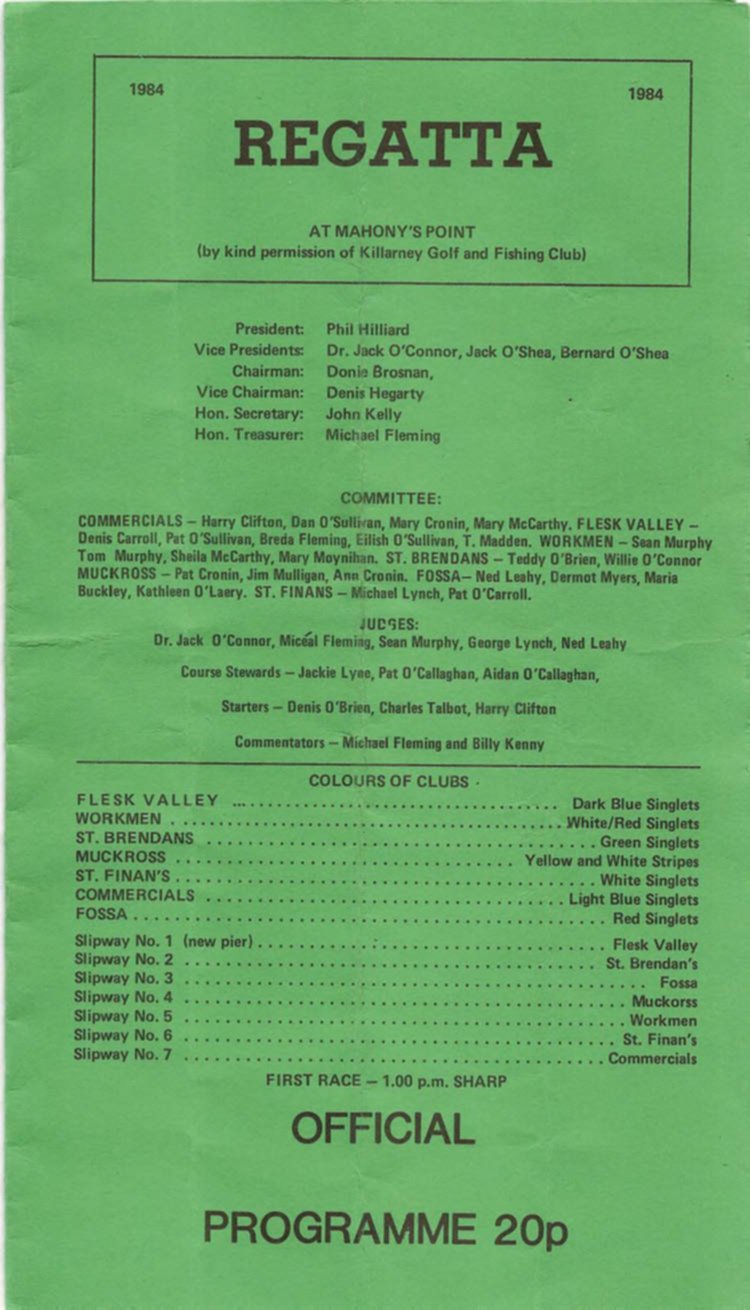 1984 1984
REGATTA
AT MAHONY'S POINT
(by kind permission of Killarney Golf and Fishing Club)
President: Phil Hilliard
Vice Presidents: Dr. Jack O'Connor, Jack O'Shea, Bernard O'Shea
Chairman: Donie Brosnan,
Vice Chairman: Denis Hegarty
Hon. Secretary: John Kelly
Hon. Treasurer: Michael Fleming
COMMITTEE:
COMMERCIALS – Harry Clifton, Dan O'Sullivan, Mary Cronin, Mary McCarthy. FLESK VALLEY –
Denis Carroll, Pat O'Sullivan, Breda Fleming, Eilish O'Sullivan, T. Madden. WORKMEN – Sean Murphy
Tom Murphy, Sheila McCarthy, Mary Moynihan. ST. BRENDANS – Teddy O'Brien, Willie O'Connor
MUCKROSS – Pat Cronin, Jim Mulligan, Ann Cronin. FOSSA– Ned Leahy, Dermot Myers, Maria
Buckley, Kathleen O'Laery. ST. FINANS – Michael Lynch, Pat O'Carroll.
JUDGES:
Dr. Jack O'Connor, Miceál Fleming, Sean Murphy, George Lynch, Ned Leahy
Course Stewards – Jackie Lyne, Pat O'Callaghan, Aidan O'Callaghan,
Starters – Denis O'Brien, Charles Talbot, Harry Clifton
Commentators – Michael Fleming and Billy Kenny
COLOURS OF CLUBS
FLESK VALLEY ................................ Dark Blue Singlets
WORKMEN ................................ White/Red Singlets
ST. BRENDANS ................................ Green Singlets
MUCKROSS ................................ Yellow and White Stripes
ST. FINAN'S ................................ White Singlets
COMMERCIALS ................................ Light Blue Singlets
FOSSA ................................ Red Singlets
Slipway No. 1 (new pier) ................................ Flesk Valley
Slipway No. 2 ................................ St. Brendan's
Slipway No. 3 ................................ Fossa
Slipway No. 4 ................................ Muckorss
Slipway No. 5 ................................ Workmen
Slipway No. 6 ................................ St. Finan's
Slipway No. 7 ................................ Commercials
FIRST RACE – 1.00 p.m. SHARP
OFFICIAL
PROGRAMME 20p